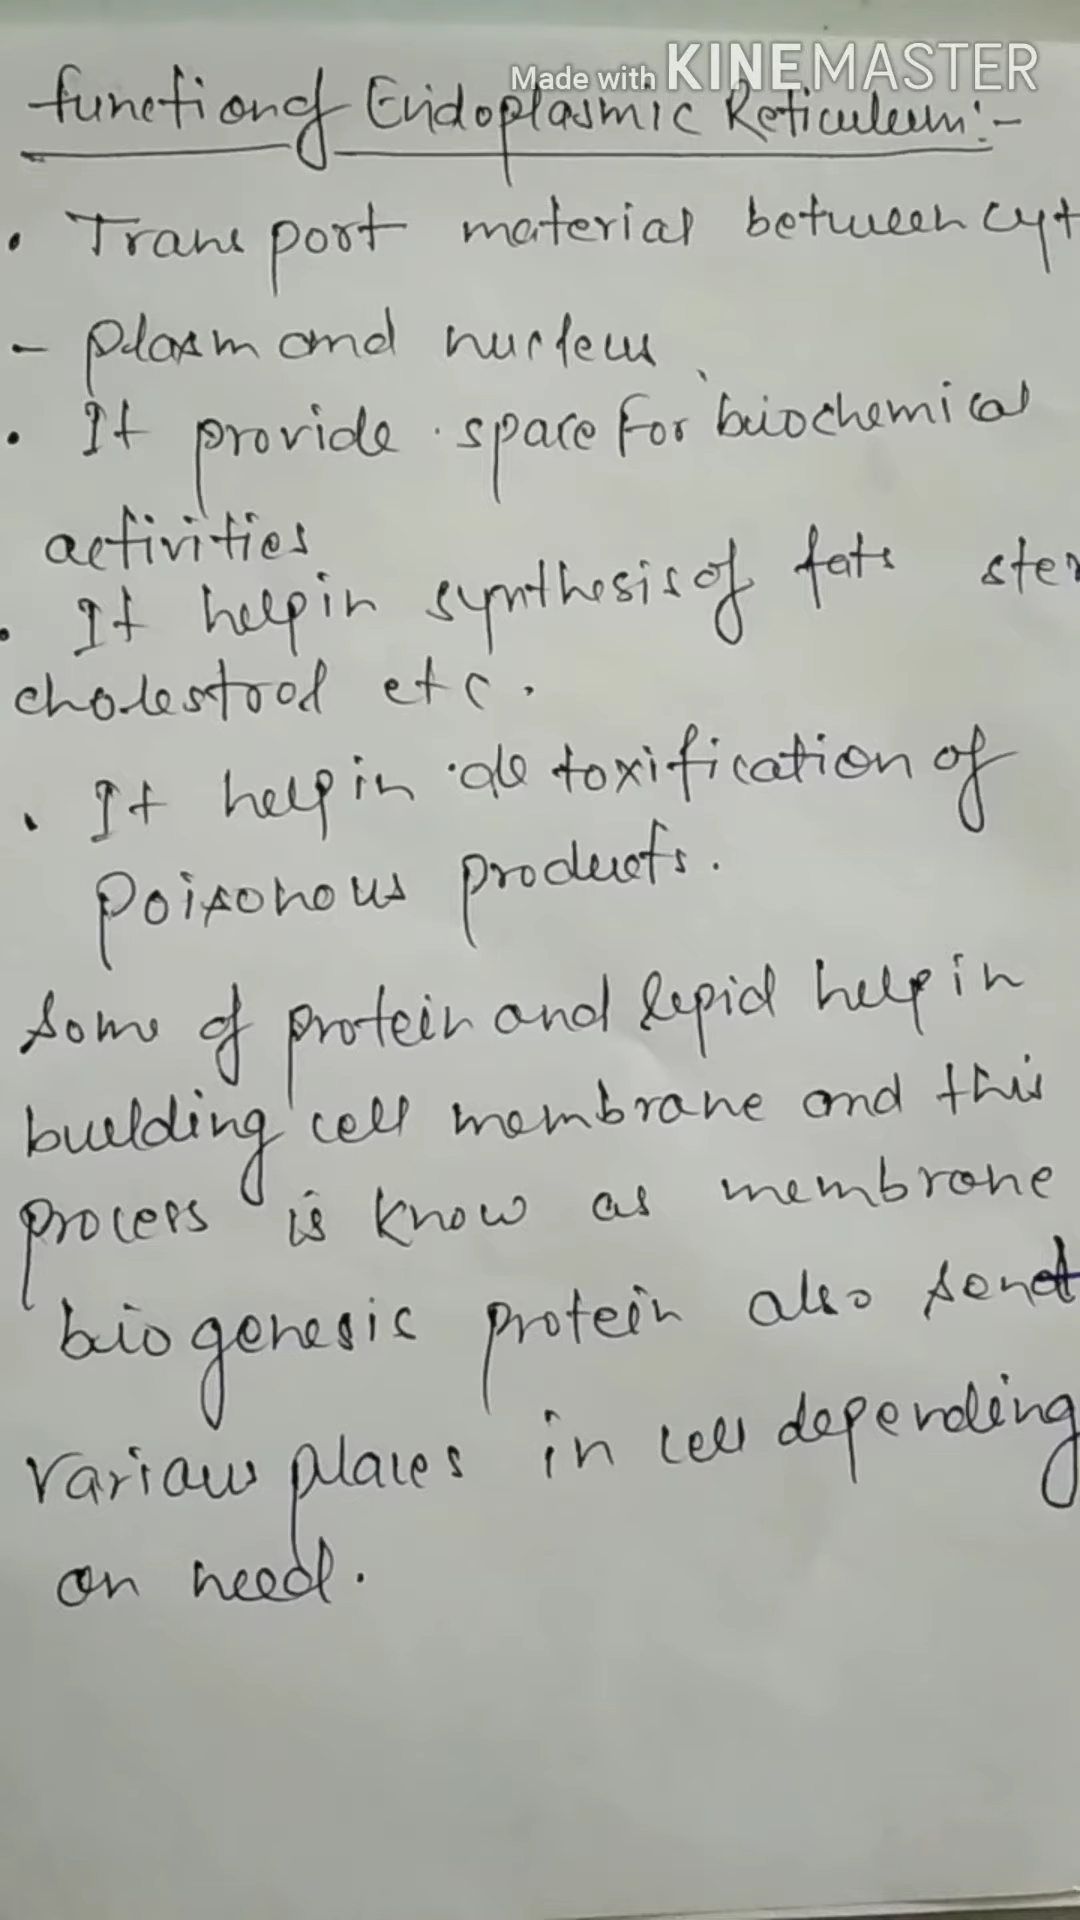 Made with KINEMASTER
function of Endoplasmic Reticuleum:-
• Transport material between cyt
- plasm and nucleus
• It provide space for biochemical
activities
• It help in synthesis of fats ster
cholestrol etc.
• It help in detoxification of
Poisonous products.
Some of protein and lepid help in
building cell membrane and this
process is know as membrane
biogenesis protein also send
various places in cell depending
on need.